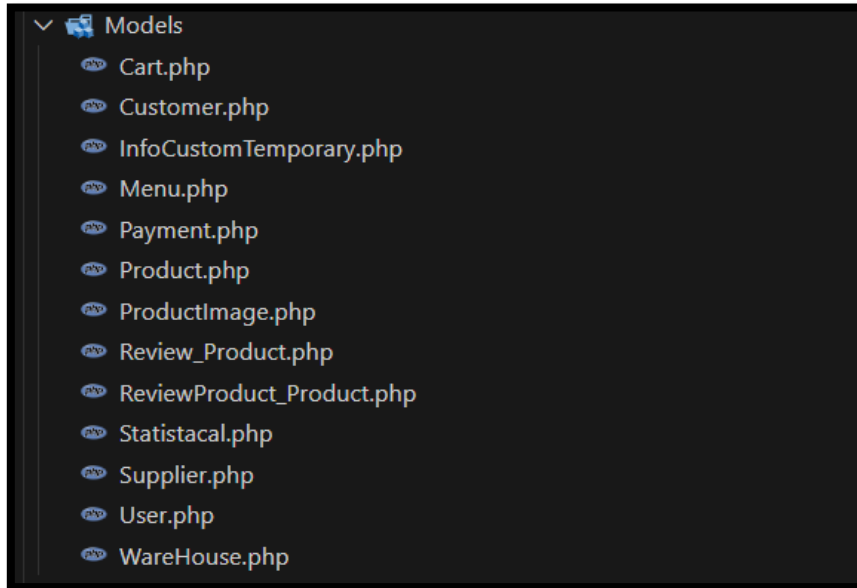 Models
Cart.php
Customer.php
InfoCustomTemporary.php
Menu.php
Payment.php
Product.php
ProductImage.php
Review_Product.php
ReviewProduct_Product.php
Statistacal.php
Supplier.php
User.php
WareHouse.php